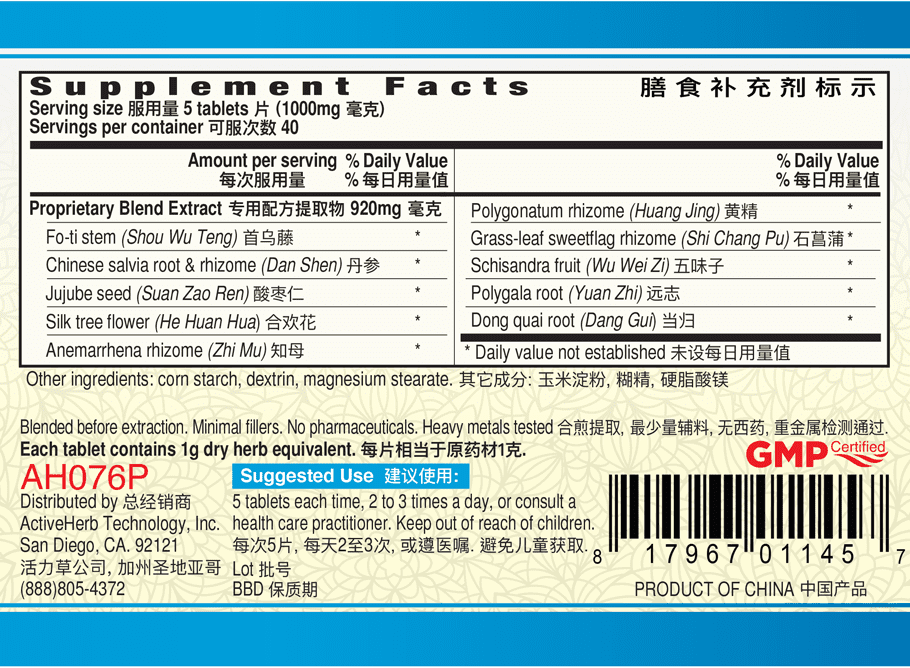 Supplement Facts 膳食补充剂标示
Serving size 服用量 5 tablets 片 (1000mg 毫克)
Servings per container 可服次数 40
Amount per serving % Daily Value
每次服用量 % 每日用量值
Proprietary Blend Extract 专用配方提取物 920mg 毫克
Fo-ti stem (Shou Wu Teng) 首乌藤 *
Chinese salvia root & rhizome (Dan Shen) 丹参 *
Jujube seed (Suan Zao Ren) 酸枣仁 *
Silk tree flower (He Huan Hua) 合欢花 *
Anemarrhena rhizome (Zhi Mu) 知母 *
% Daily Value
% 每日用量值
Polygonatum rhizome (Huang Jing) 黄精 *
Grass-leaf sweetflag rhizome (Shi Chang Pu) 石菖蒲 *
Schisandra fruit (Wu Wei Zi) 五味子 *
Polygala root (Yuan Zhi) 远志 *
Dong quai root (Dang Gui) 当归 *
* Daily value not established 未设每日用量值
Other ingredients: corn starch, dextrin, magnesium stearate. 其它成分: 玉米淀粉, 糊精, 硬脂酸镁
Blended before extraction. Minimal fillers. No pharmaceuticals. Heavy metals tested 合煎提取, 最少量辅料, 无西药, 重金属检测通过.
Each tablet contains 1g dry herb equivalent. 每片相当于原药材1克.
AH076P
Distributed by 总经销商
ActiveHerb Technology, Inc.
San Diego, CA. 92121
活力草公司, 加州圣地亚哥
(888)805-4372
Suggested Use 建议使用:
5 tablets each time, 2 to 3 times a day, or consult a
health care practitioner. Keep out of reach of children.
每次5片, 每天2至3次, 或遵医嘱. 避免儿童获取.
Lot 批号
BBD 保质期
GMP Certified
8 17967 01145 7
PRODUCT OF CHINA 中国产品